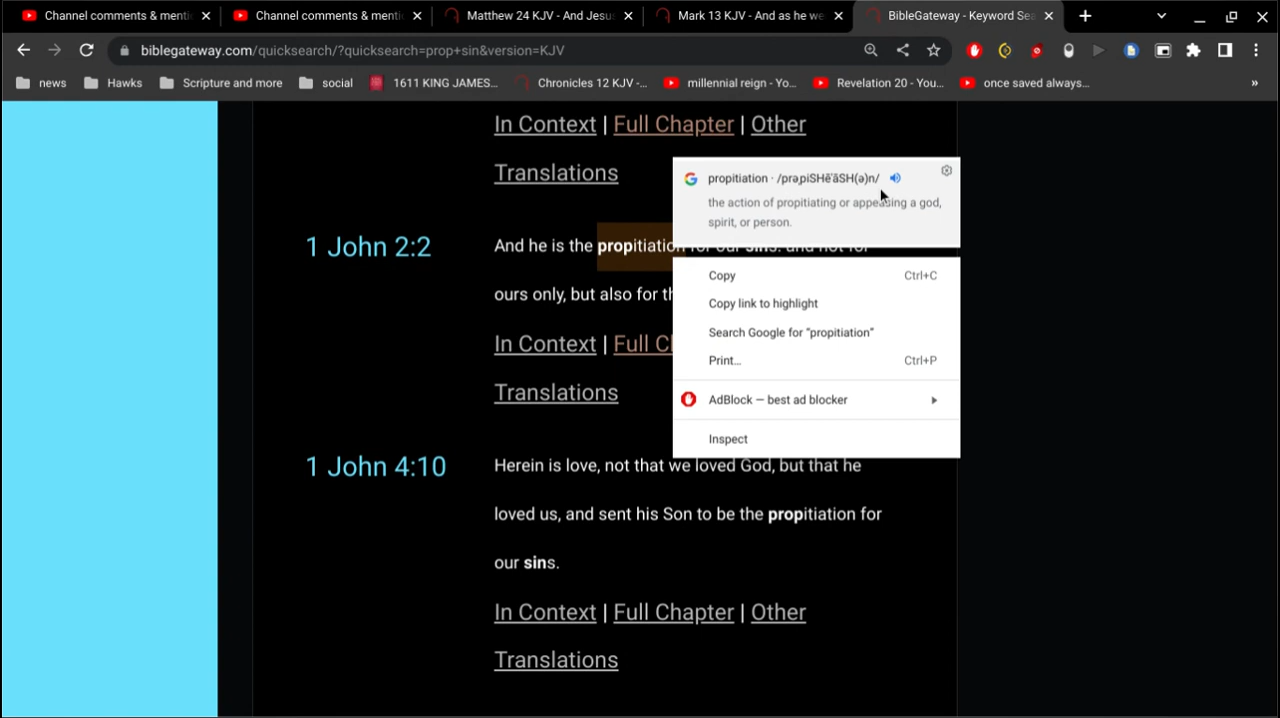 Channel comments & menti
Channel comments & menti
Matthew 24 KJV - And Jesu
Mark 13 KJV - And as he we
BibleGateway - Keyword Sea
biblegateway.com/quicksearch/?quicksearch=prop+sin&version=KJV
news
Hawks
Scripture and more
social
1611 KING JAMES...
Chronicles 12 KJV -...
millennial reign - Yo...
Revelation 20 - You...
once saved always...
»
In Context | Full Chapter | Other
Translations
propitiation · /prəˌpiSHēˈāSH(ə)n/
the action of propitiating or appeasing a god,
spirit, or person.
1 John 2:2
And he is the propitiation for our sins: and not for
ours only, but also for th
In Context | Full Cl
Translations
Copy Ctrl+C
Copy link to highlight
Search Google for “propitiation”
Print... Ctrl+P
AdBlock — best ad blocker
Inspect
1 John 4:10
Herein is love, not that we loved God, but that he
loved us, and sent his Son to be the propitiation for
our sins.
In Context | Full Chapter | Other
Translations